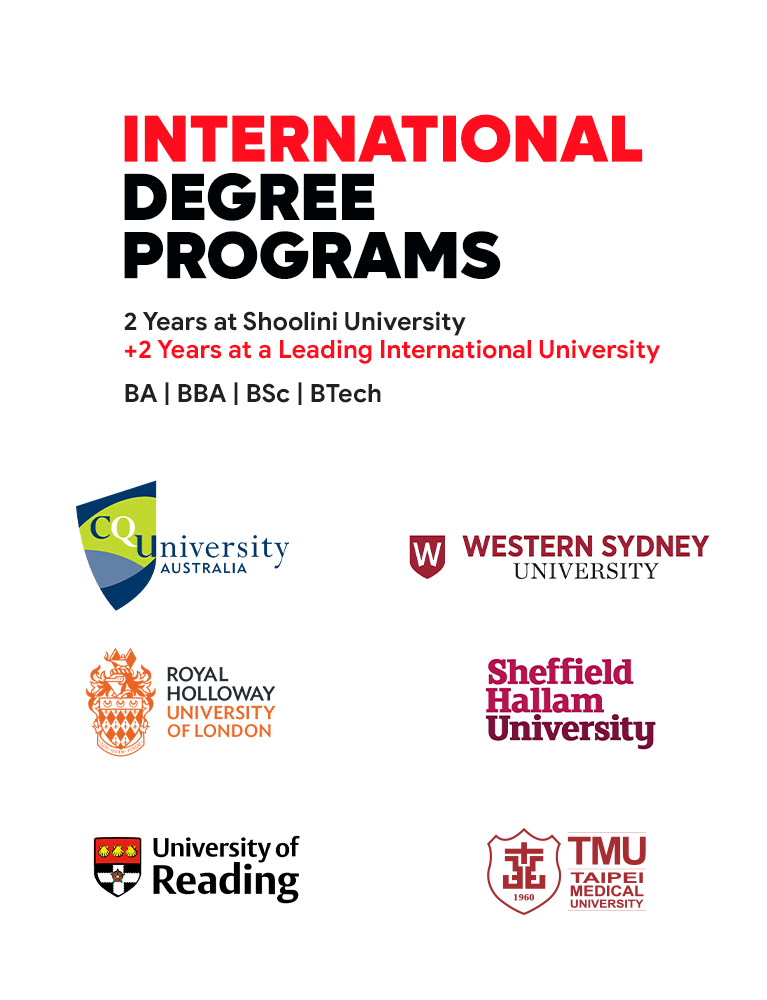 INTERNATIONAL
DEGREE
PROGRAMS
2 Years at Shoolini University
+2 Years at a Leading International University
BA | BBA | BSc | BTech
CQUniversity
AUSTRALIA
W
WESTERN SYDNEY
UNIVERSITY
ROYAL
HOLLOWAY
UNIVERSITY
OF LONDON
Sheffield
Hallam
University
University of
Reading
1960
TMU
TAIPEI
MEDICAL
UNIVERSITY